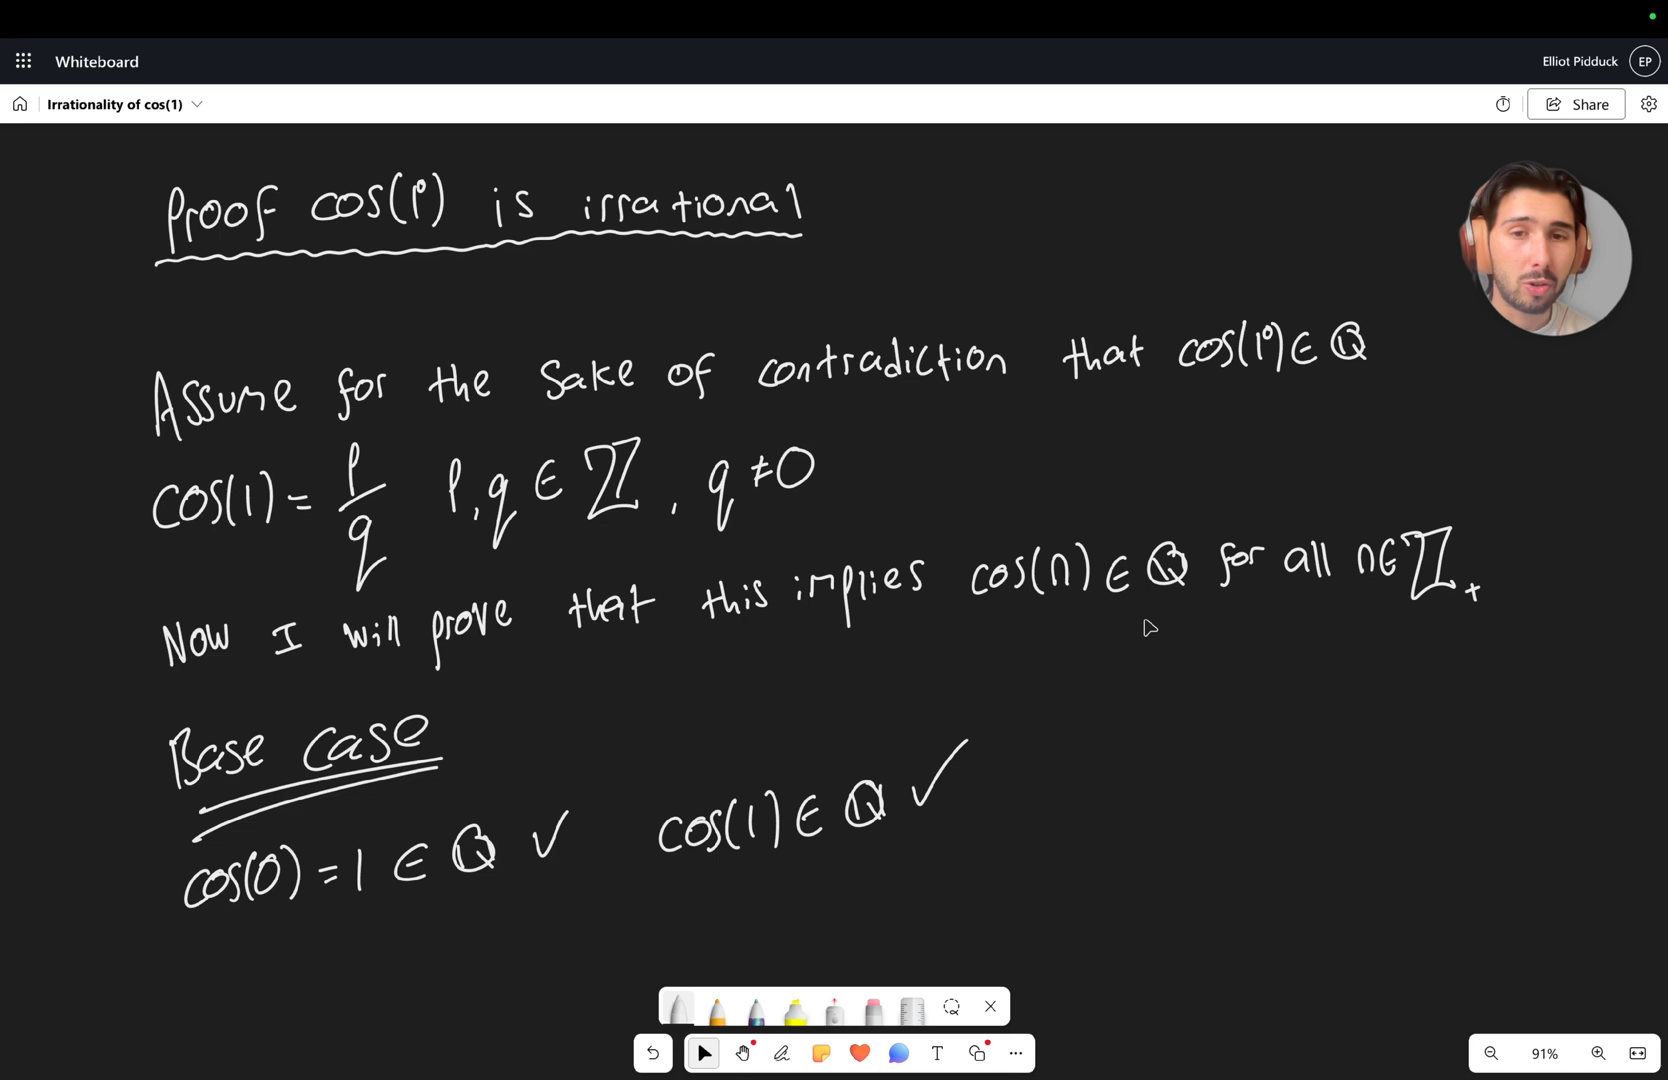 Whiteboard
Elliot Pidduck
EP
Irrationality of cos(1)
Share
Proof cos(1°) is irrational
Assume for the sake of contradiction that cos(1°) ∈ ℚ
cos(1) = p/q p, q ∈ ℤ, q ≠ 0
Now I will prove that this implies cos(n) ∈ ℚ for all n ∈ ℤ₊
Base case
cos(0) = 1 ∈ ℚ ✓ cos(1) ∈ ℚ ✓
91%